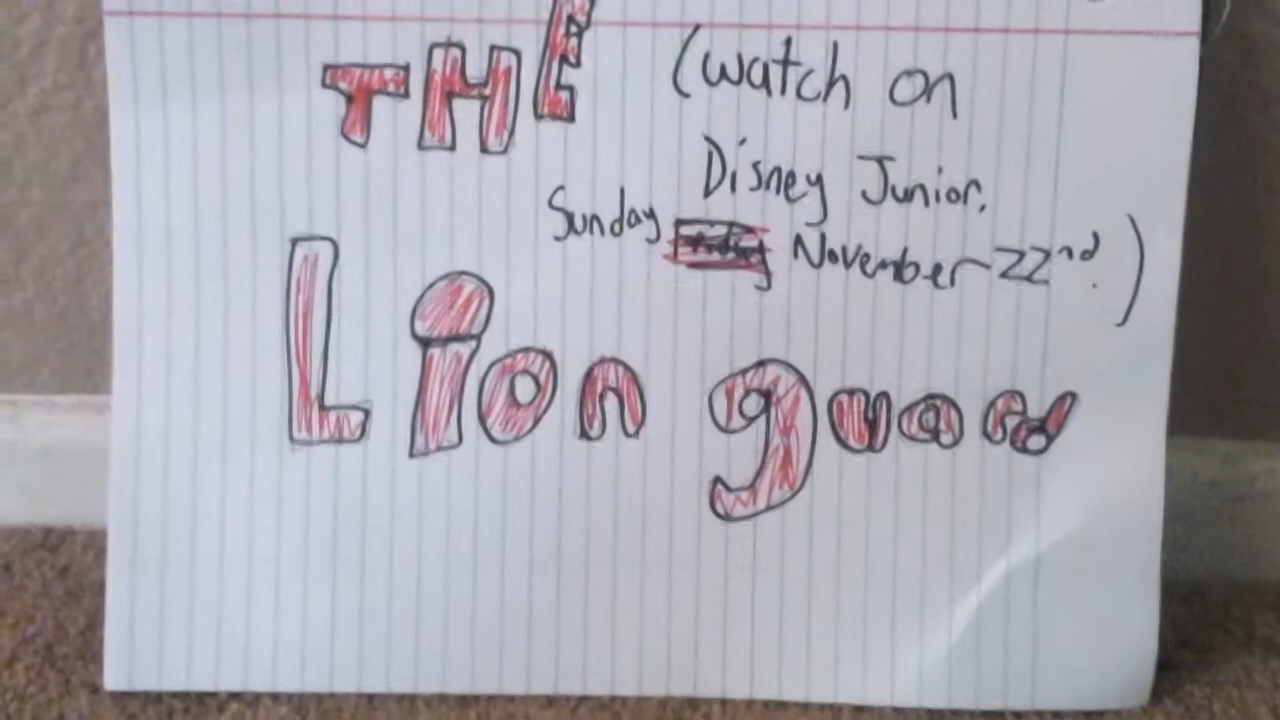 THE
(watch on
Disney Junior.
Sunday November 22nd.)
Lion guard